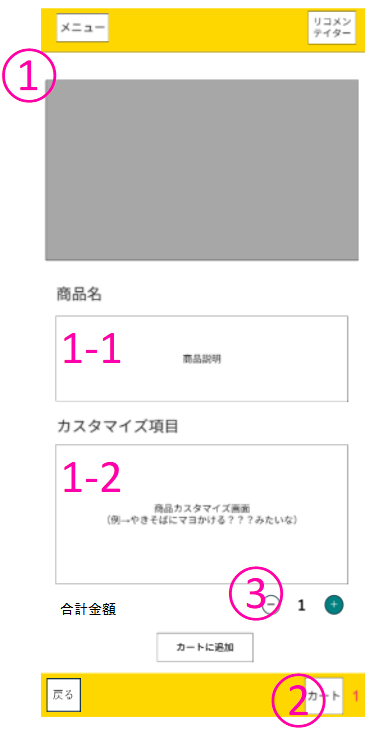 メニュー
リコメン
テイター
①
商品名
1-1
商品説明
カスタマイズ項目
1-2
商品カスタマイズ画面
(例→やきそばにマヨかける？？？みたいな)
合計金額
③
−
1
+
カートに追加
戻る
②
カート
1